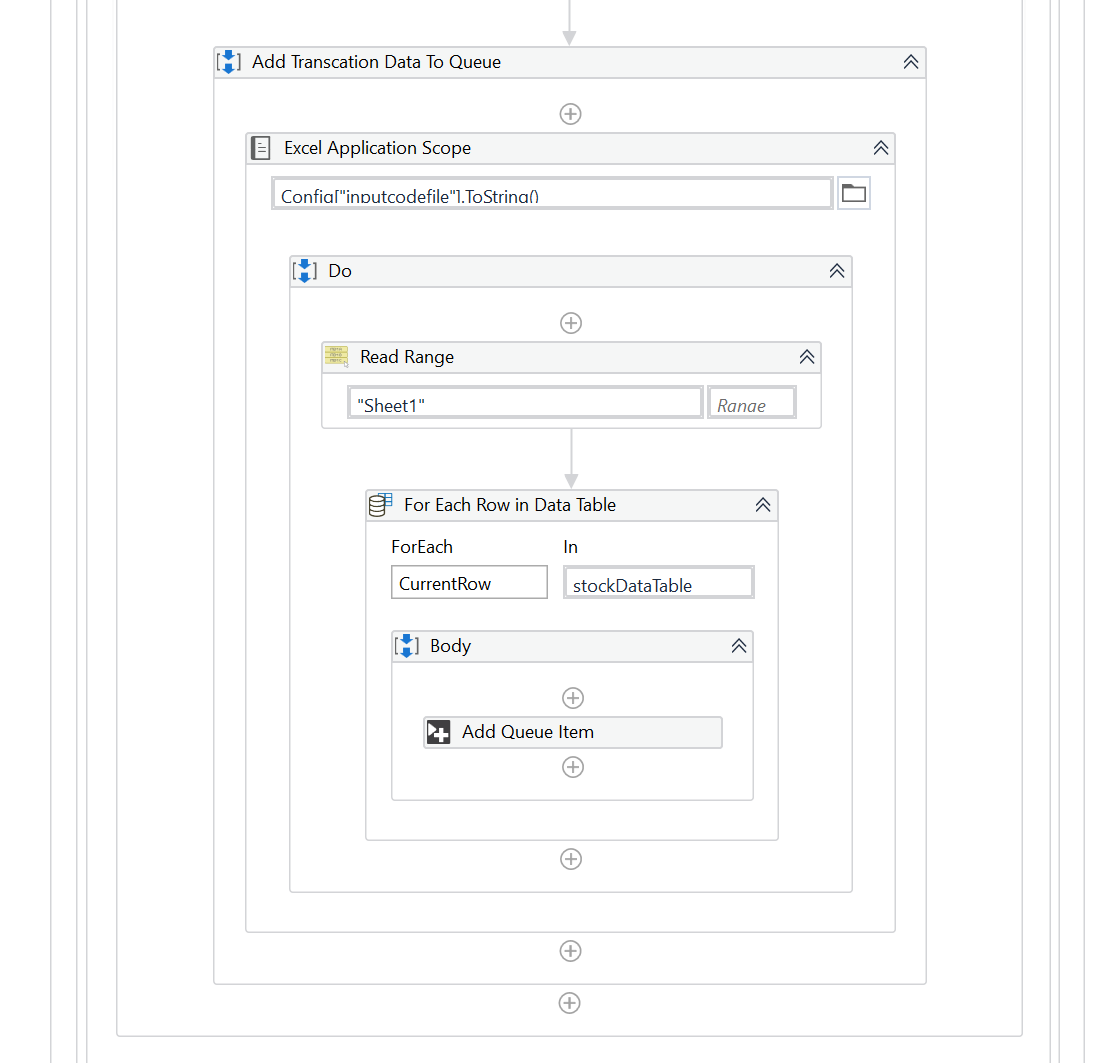 Add Transcation Data To Queue
Excel Application Scope
Config["inputcodefile"].ToString()
Do
Read Range
"Sheet1" Range
For Each Row in Data Table
ForEach In
CurrentRow stockDataTable
Body
Add Queue Item